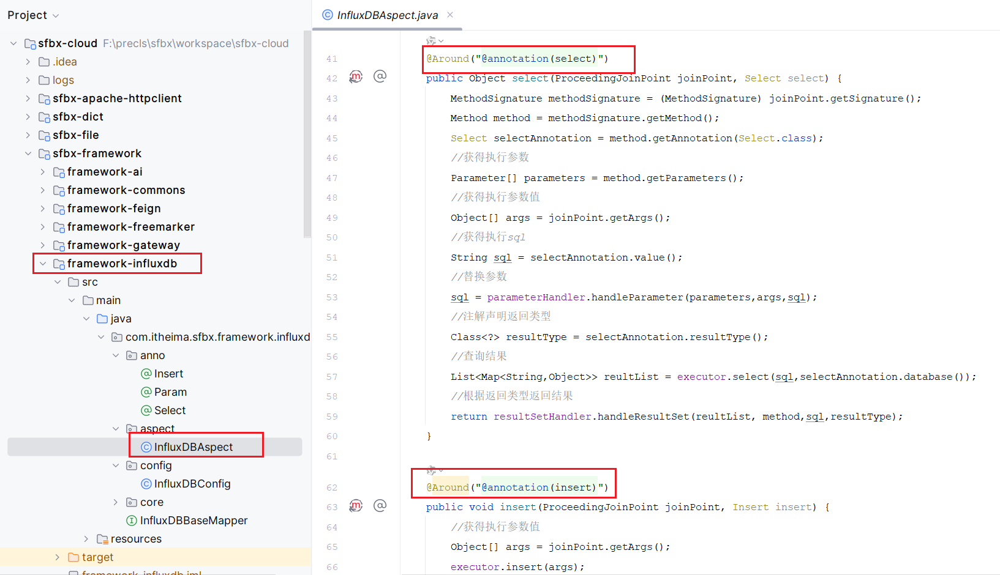 Project
sfbx-cloud F:\precls\sfbx\workspace\sfbx-cloud
.idea
logs
sfbx-apache-httpclient
sfbx-dict
sfbx-file
sfbx-framework
framework-ai
framework-commons
framework-feign
framework-freemarker
framework-gateway
framework-influxdb
src
main
java
com.itheima.sfbx.framework.influxd
anno
Insert
Param
Select
aspect
InfluxDBAspect
config
InfluxDBConfig
core
InfluxDBBaseMapper
resources
target
framework-influxdb.iml
InfluxDBAspect.java
41 @Around("@annotation(select)")
42 public Object select(ProceedingJoinPoint joinPoint, Select select) {
43 MethodSignature methodSignature = (MethodSignature) joinPoint.getSignature();
44 Method method = methodSignature.getMethod();
45 Select selectAnnotation = method.getAnnotation(Select.class);
46 //获得执行参数
47 Parameter[] parameters = method.getParameters();
48 //获得执行参数值
49 Object[] args = joinPoint.getArgs();
50 //获得执行sql
51 String sql = selectAnnotation.value();
52 //替换参数
53 sql = parameterHandler.handleParameter(parameters,args,sql);
54 //注解声明返回类型
55 Class<?> resultType = selectAnnotation.resultType();
56 //查询结果
57 List<Map<String,Object>> reultList = executor.select(sql,selectAnnotation.database());
58 //根据返回类型返回结果
59 return resultSetHandler.handleResultSet(reultList, method,sql,resultType);
60 }
61
62 @Around("@annotation(insert)")
63 public void insert(ProceedingJoinPoint joinPoint, Insert insert) {
64 //获得执行参数值
65 Object[] args = joinPoint.getArgs();
66 executor.insert(args);